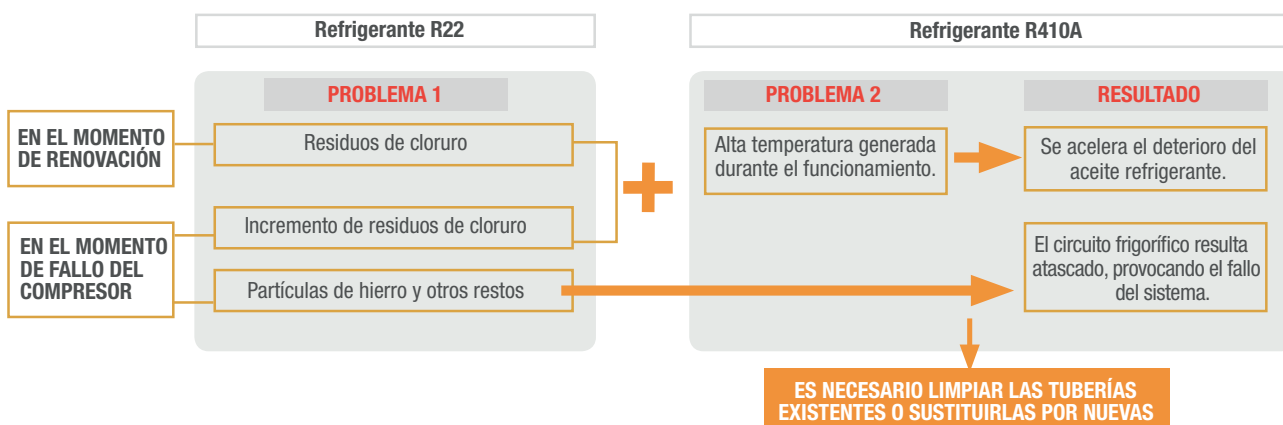 Refrigerante R22
Refrigerante R410A
PROBLEMA 1
PROBLEMA 2
RESULTADO
EN EL MOMENTO
DE RENOVACIÓN
Residuos de cloruro
Alta temperatura generada
durante el funcionamiento.
Se acelera el deterioro del
aceite refrigerante.
EN EL MOMENTO
DE FALLO DEL
COMPRESOR
Incremento de residuos de cloruro
Partículas de hierro y otros restos
El circuito frigorífico resulta
atascado, provocando el fallo
del sistema.
ES NECESARIO LIMPIAR LAS TUBERÍAS
EXISTENTES O SUSTITUIRLAS POR NUEVAS